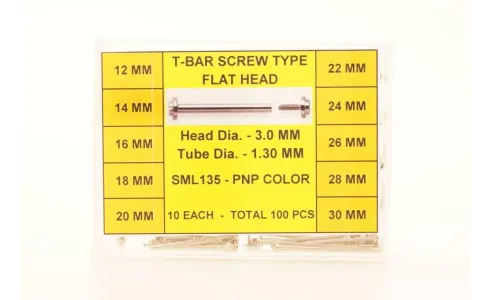 12 MM
14 MM
16 MM
18 MM
20 MM
T-BAR SCREW TYPE
FLAT HEAD
Head Dia. - 3.0 MM
Tube Dia. - 1.30 MM
SML135 - PNP COLOR
10 EACH - TOTAL 100 PCS
22 MM
24 MM
26 MM
28 MM
30 MM